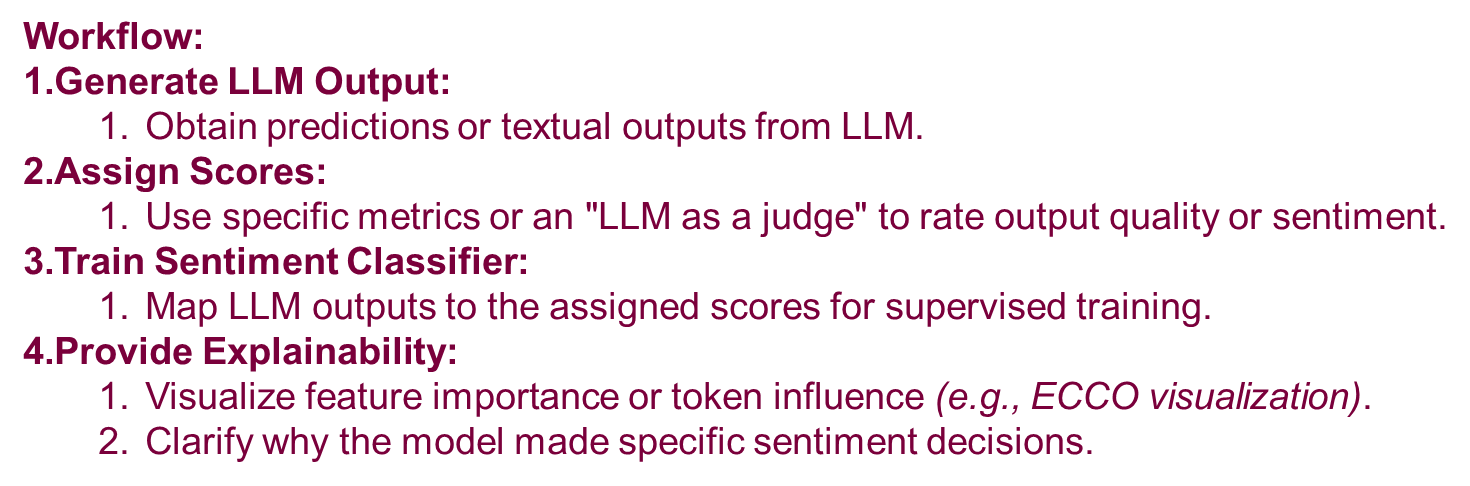 Workflow:
1.Generate LLM Output:
1. Obtain predictions or textual outputs from LLM.
2.Assign Scores:
1. Use specific metrics or an "LLM as a judge" to rate output quality or sentiment.
3.Train Sentiment Classifier:
1. Map LLM outputs to the assigned scores for supervised training.
4.Provide Explainability:
1. Visualize feature importance or token influence (e.g., ECCO visualization).
2. Clarify why the model made specific sentiment decisions.